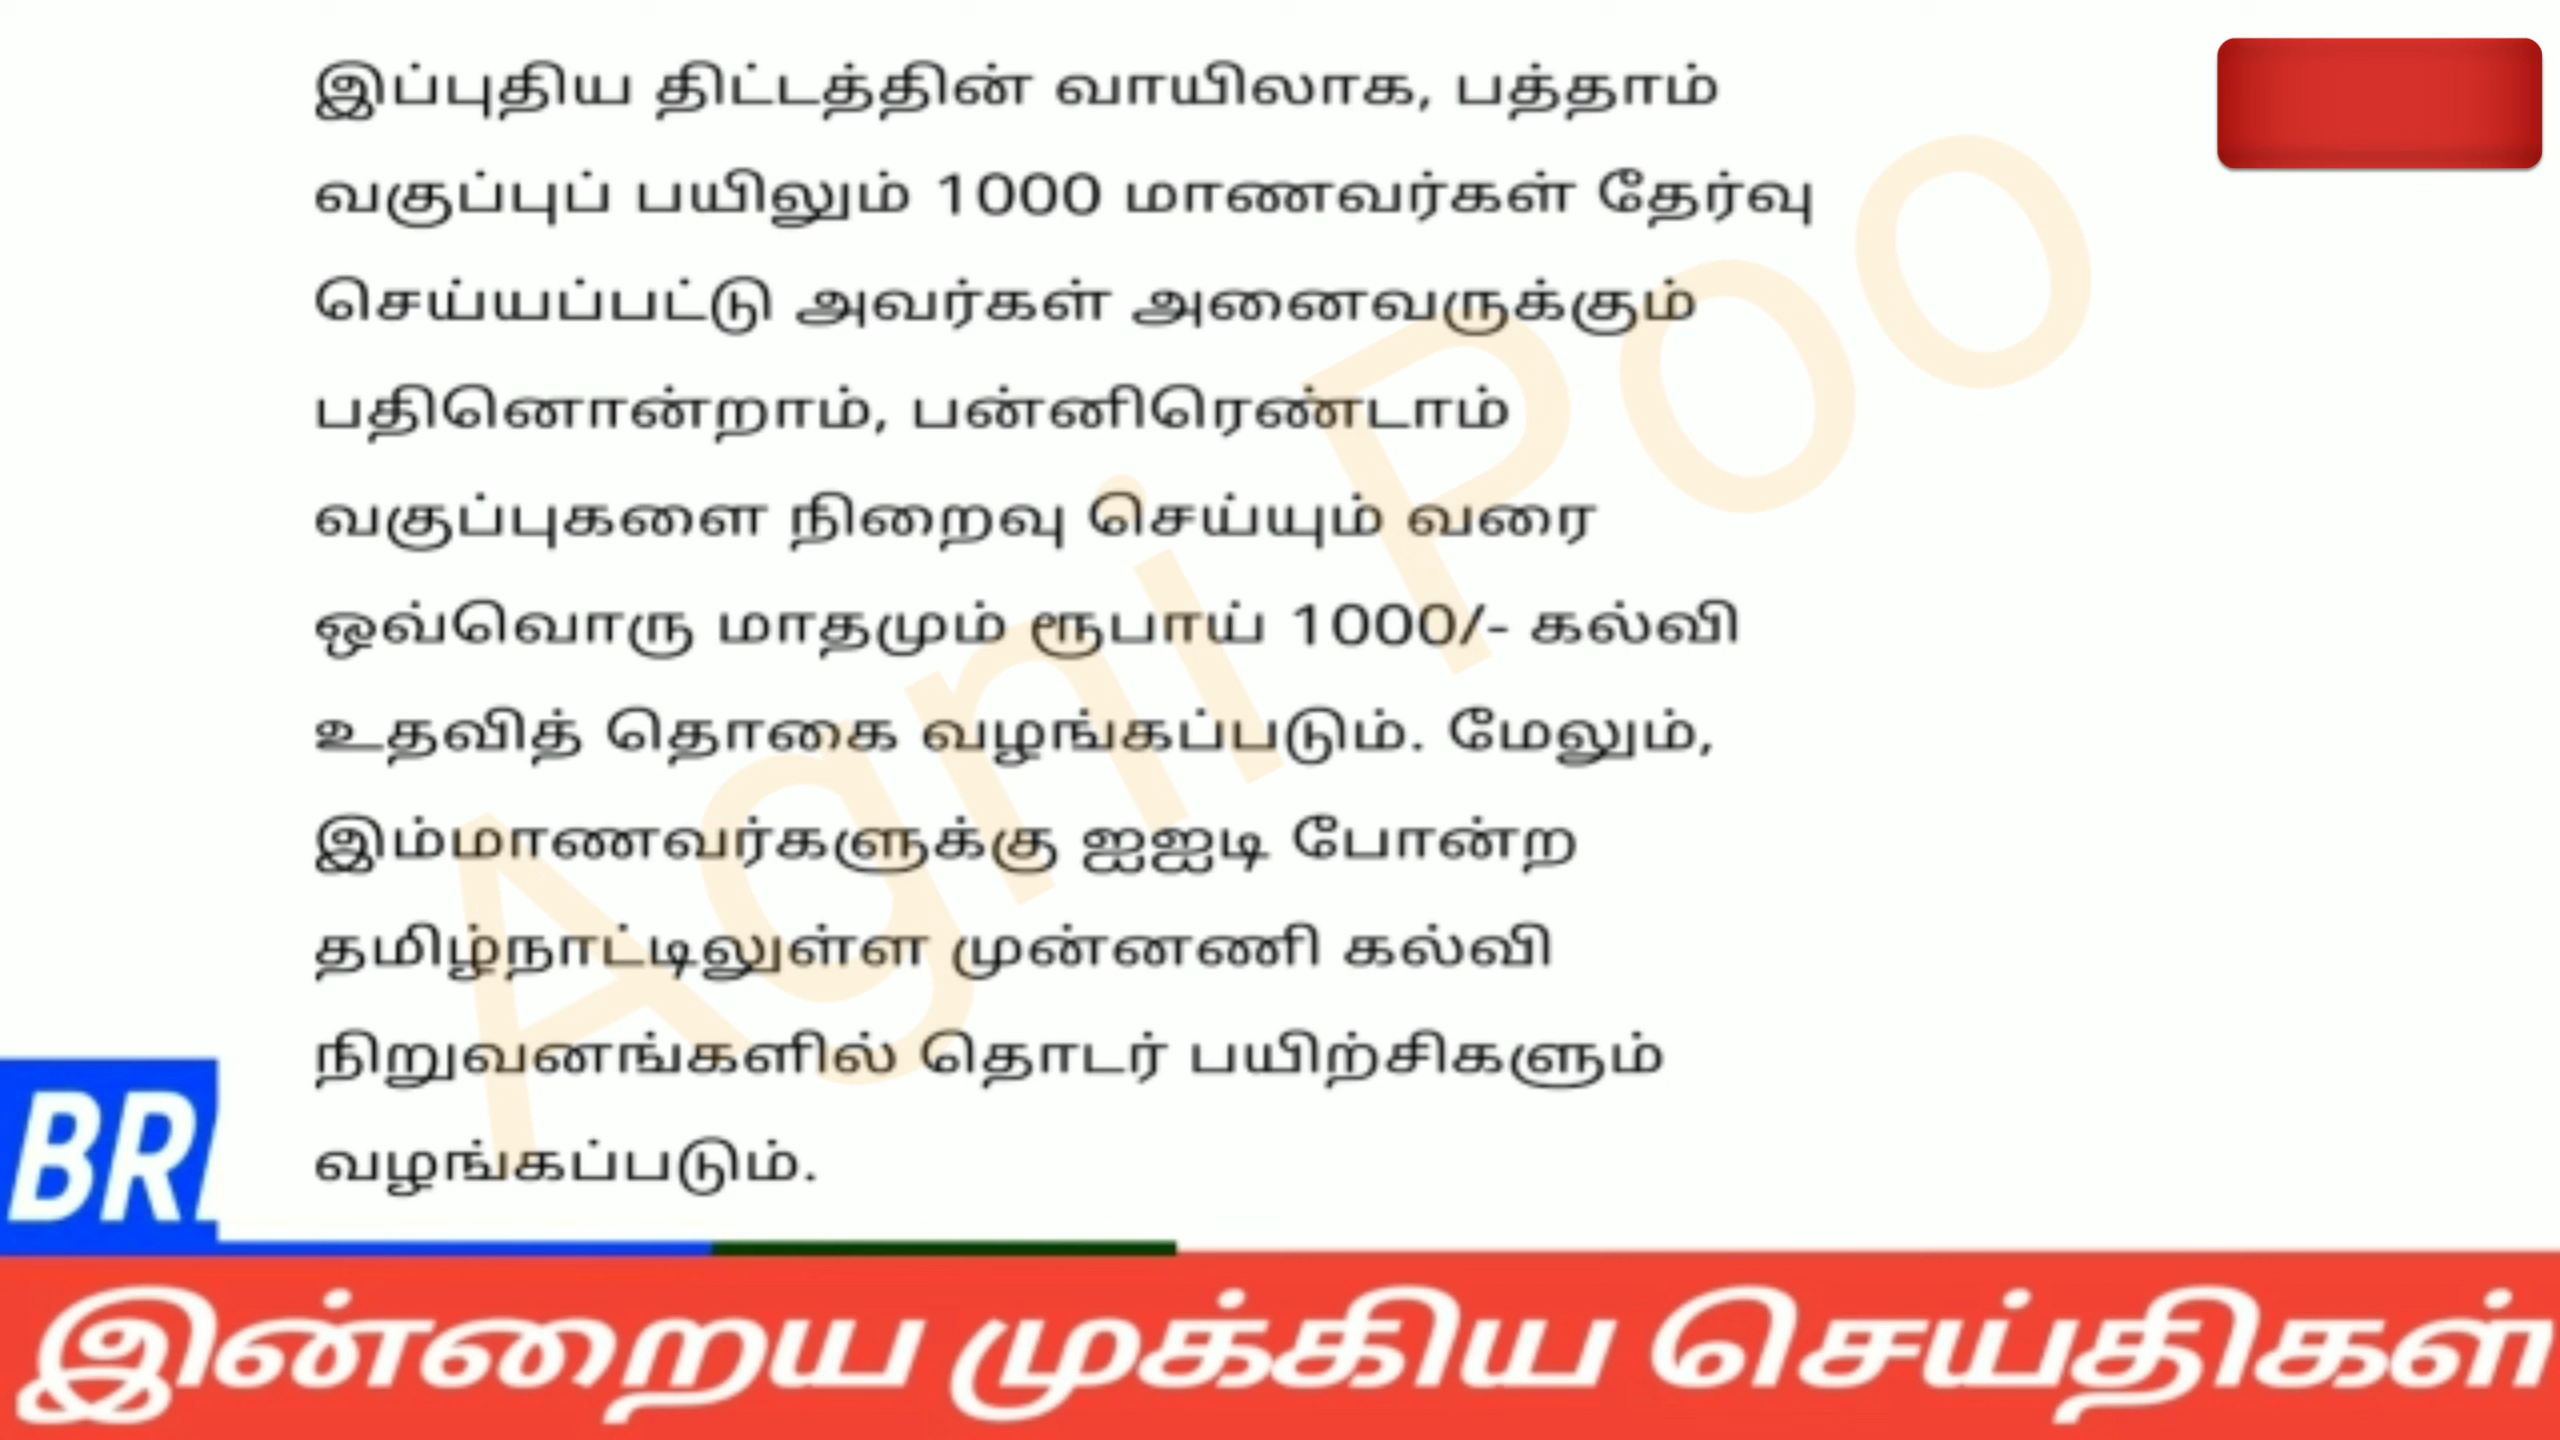 இப்புதிய திட்டத்தின் வாயிலாக, பத்தாம்
வகுப்புப் பயிலும் 1000 மாணவர்கள் தேர்வு
செய்யப்பட்டு அவர்கள் அனைவருக்கும்
பதினொன்றாம், பன்னிரெண்டாம்
வகுப்புகளை நிறைவு செய்யும் வரை
ஒவ்வொரு மாதமும் ரூபாய் 1000/- கல்வி
உதவித் தொகை வழங்கப்படும். மேலும்,
இம்மாணவர்களுக்கு ஐஐடி போன்ற
தமிழ்நாட்டிலுள்ள முன்னணி கல்வி
நிறுவனங்களில் தொடர் பயிற்சிகளும்
வழங்கப்படும்.
Agni Poo
BR
இன்றைய முக்கிய செய்திகள்